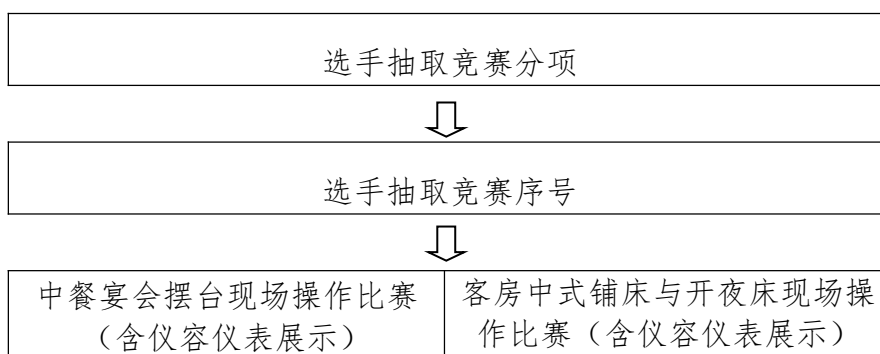 选手抽取竞赛分项
选手抽取竞赛序号
中餐宴会摆台现场操作比赛
（含仪容仪表展示）
客房中式铺床与开夜床现场操
作比赛（含仪容仪表展示）